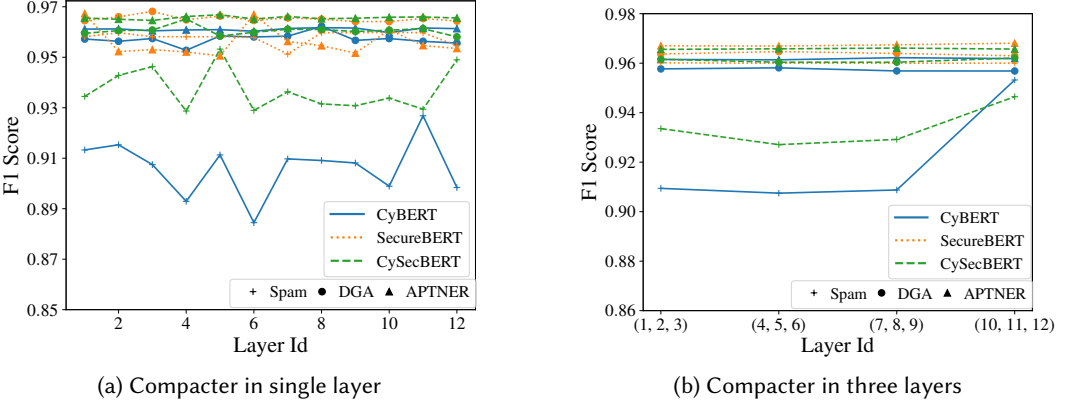 0.97
0.95
0.93
0.91
0.89
0.87
0.85
F1 Score
2 4 6 8 10 12
Layer Id
CyBERT
SecureBERT
CySecBERT
Spam DGA APTNER
(a) Compacter in single layer
0.98
0.96
0.94
0.92
0.90
0.88
0.86
F1 Score
(1, 2, 3) (4, 5, 6) (7, 8, 9) (10, 11, 12)
Layer Id
CyBERT
SecureBERT
CySecBERT
Spam DGA APTNER
(b) Compacter in three layers